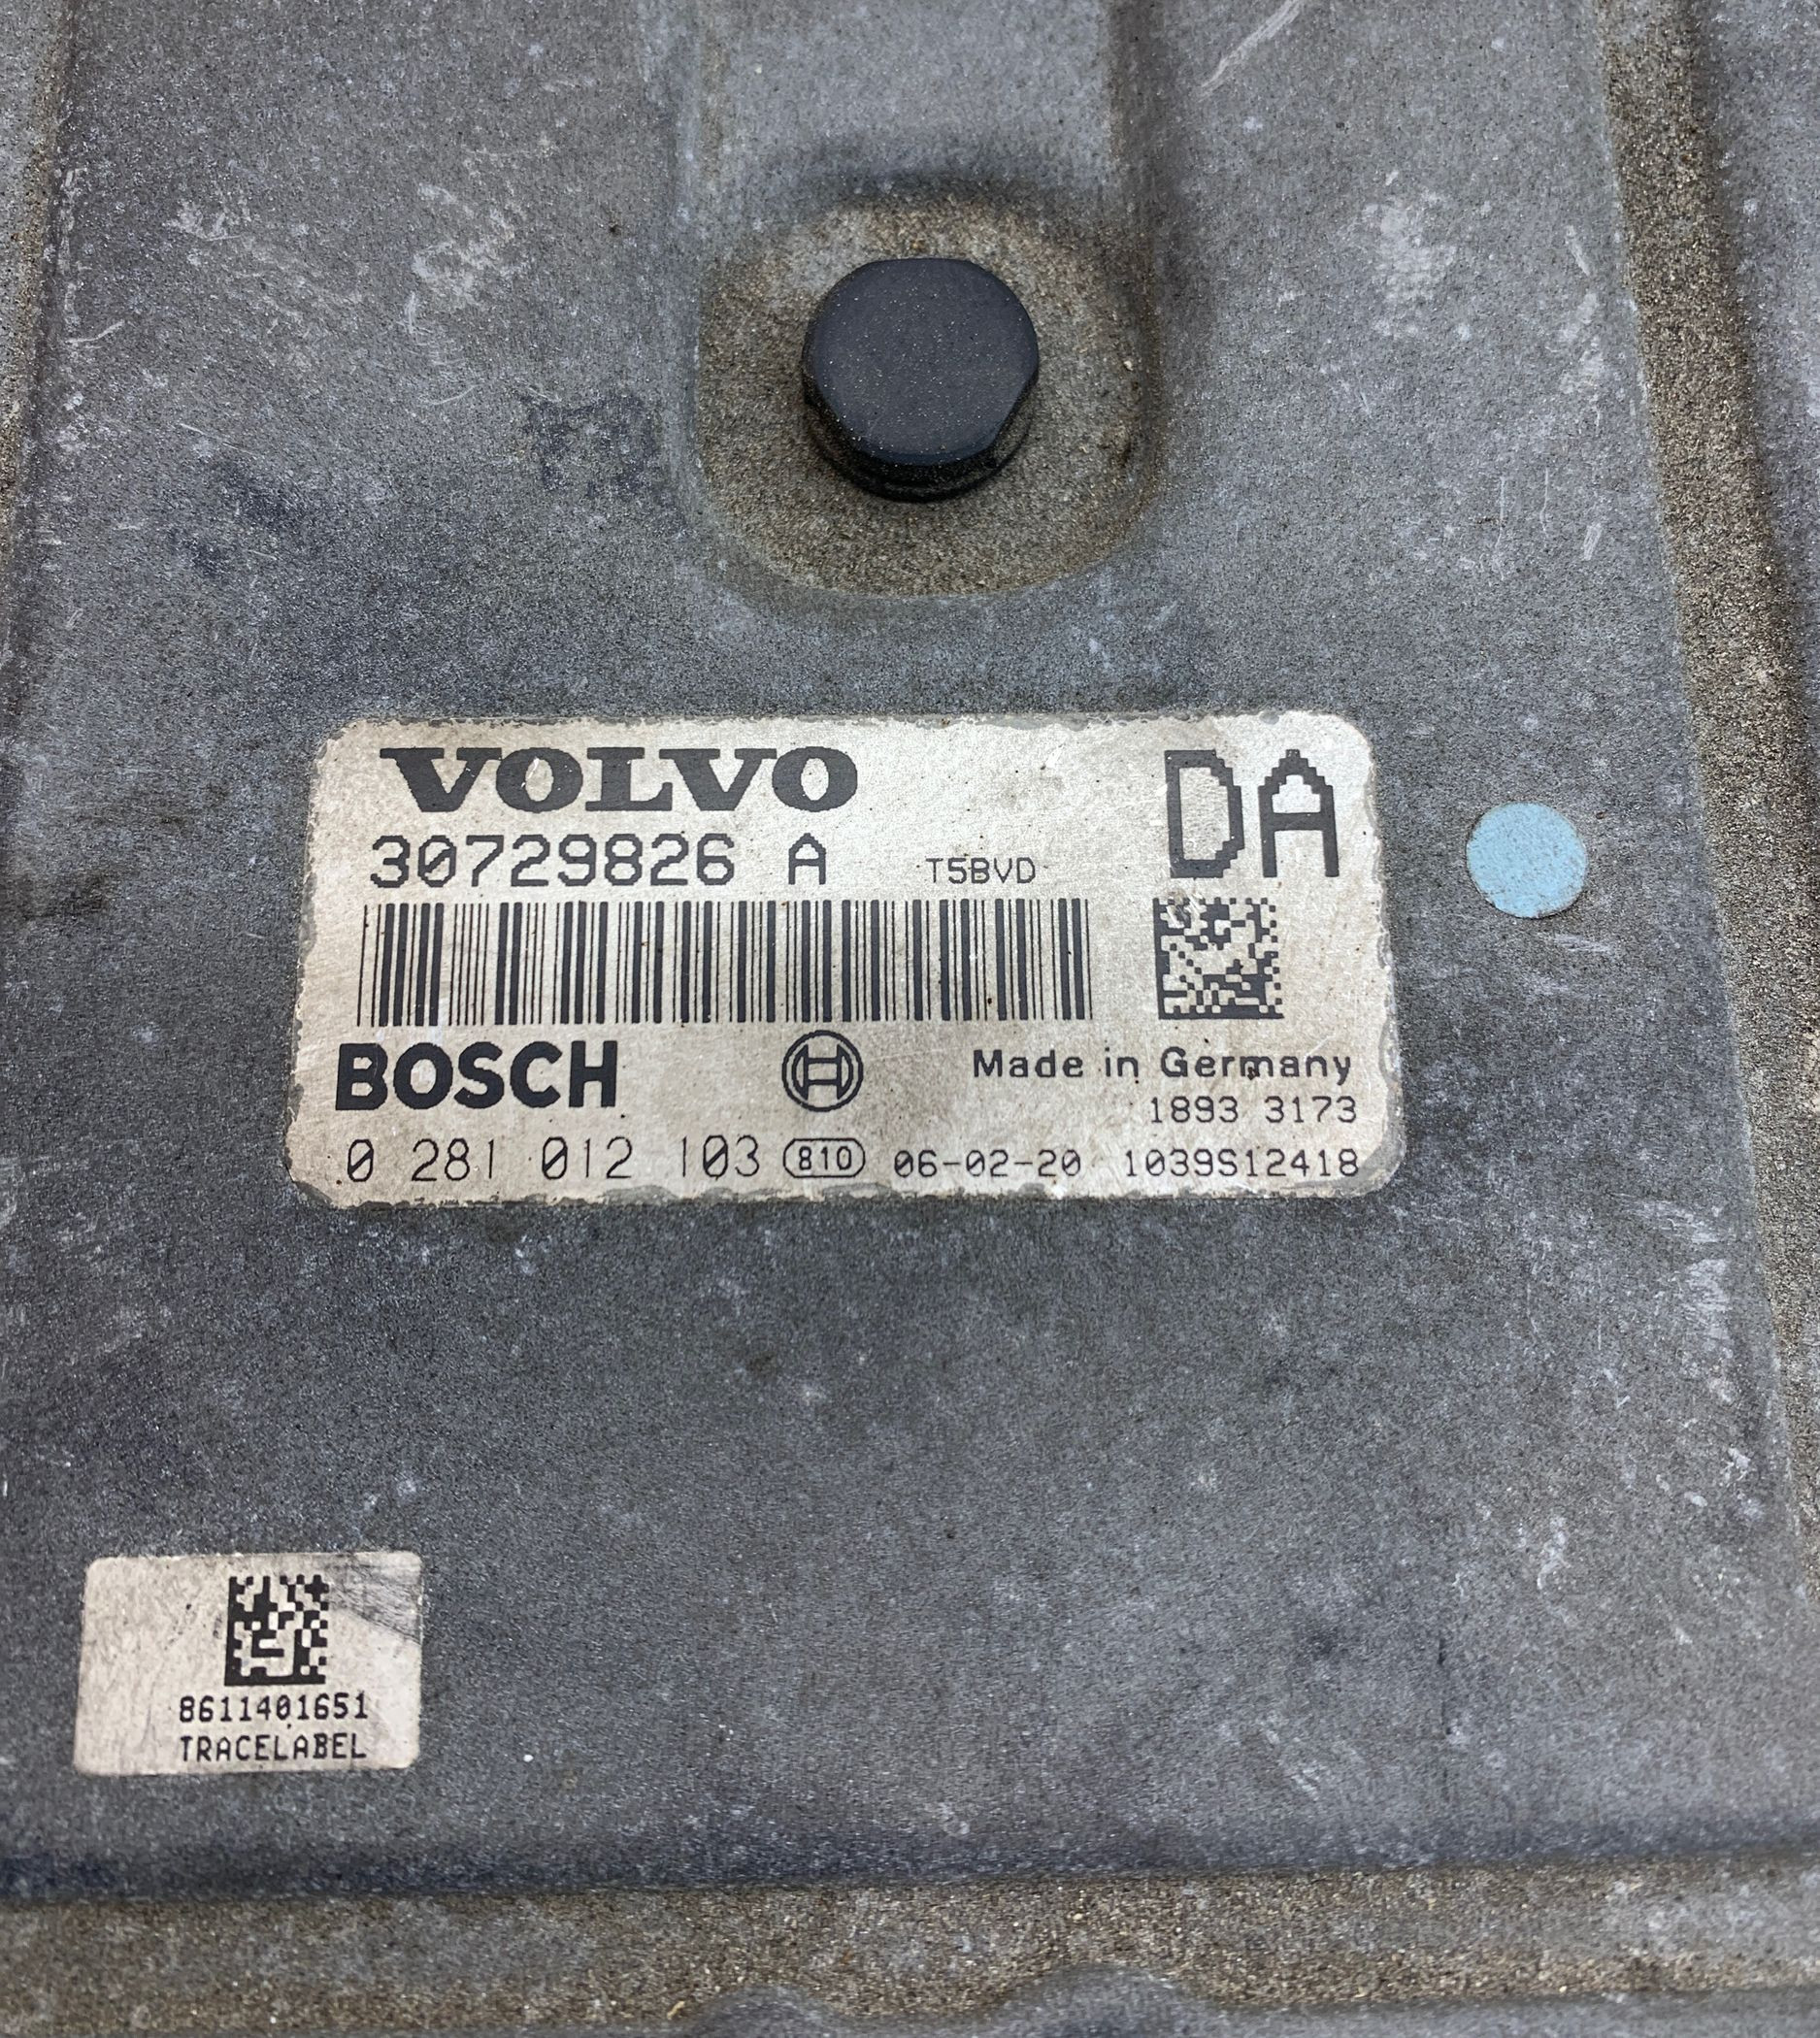 VOLVO
DA
30729826 A T5BVD
BOSCH
Made in Germany
1893 3173
0 281 012 103 810 06-02-20 1039S12418
8611401651
TRACELABEL